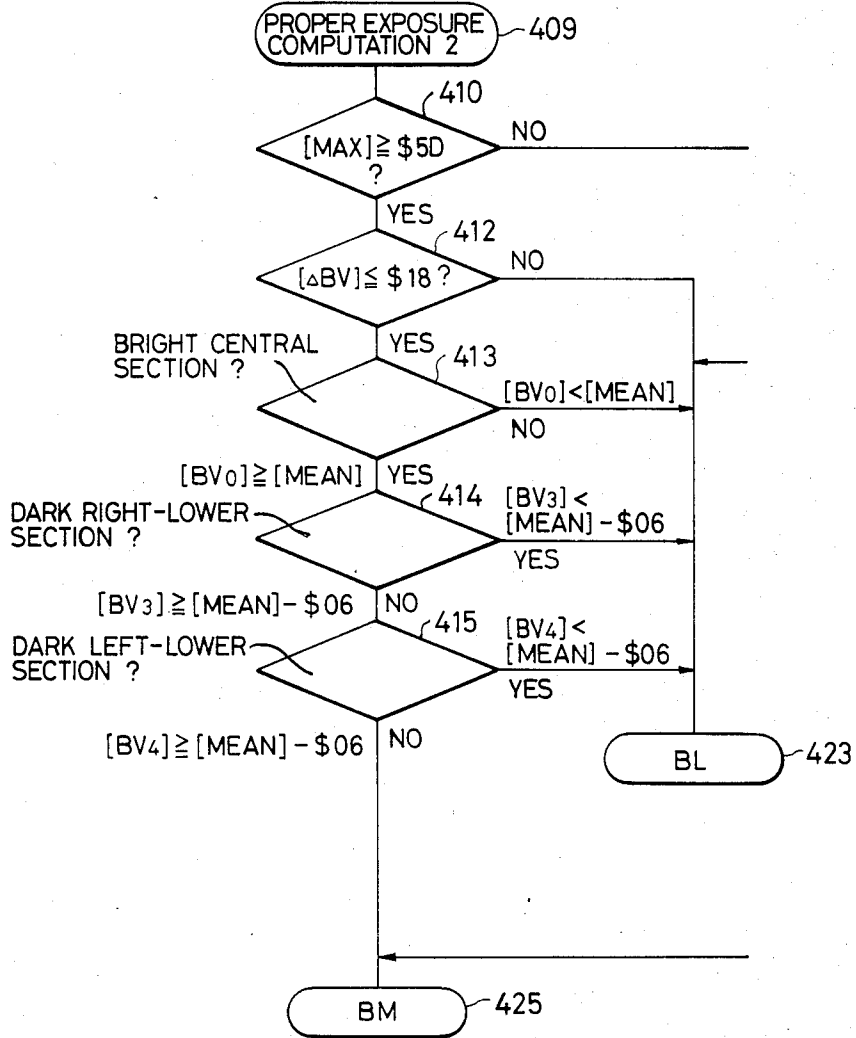 PROPER EXPOSURE
COMPUTATION 2
409
410
[MAX]≧$5D
?
NO
YES
412
[△BV]≦$18?
NO
YES
BRIGHT CENTRAL
SECTION ?
413
[BV0]<[MEAN]
NO
[BV0]≧[MEAN]
YES
414
DARK RIGHT-LOWER
SECTION ?
[BV3]<
[MEAN]-$06
YES
[BV3]≧[MEAN]-$06
NO
415
DARK LEFT-LOWER
SECTION ?
[BV4]<
[MEAN]-$06
YES
[BV4]≧[MEAN]-$06
NO
BL
423
BM
425